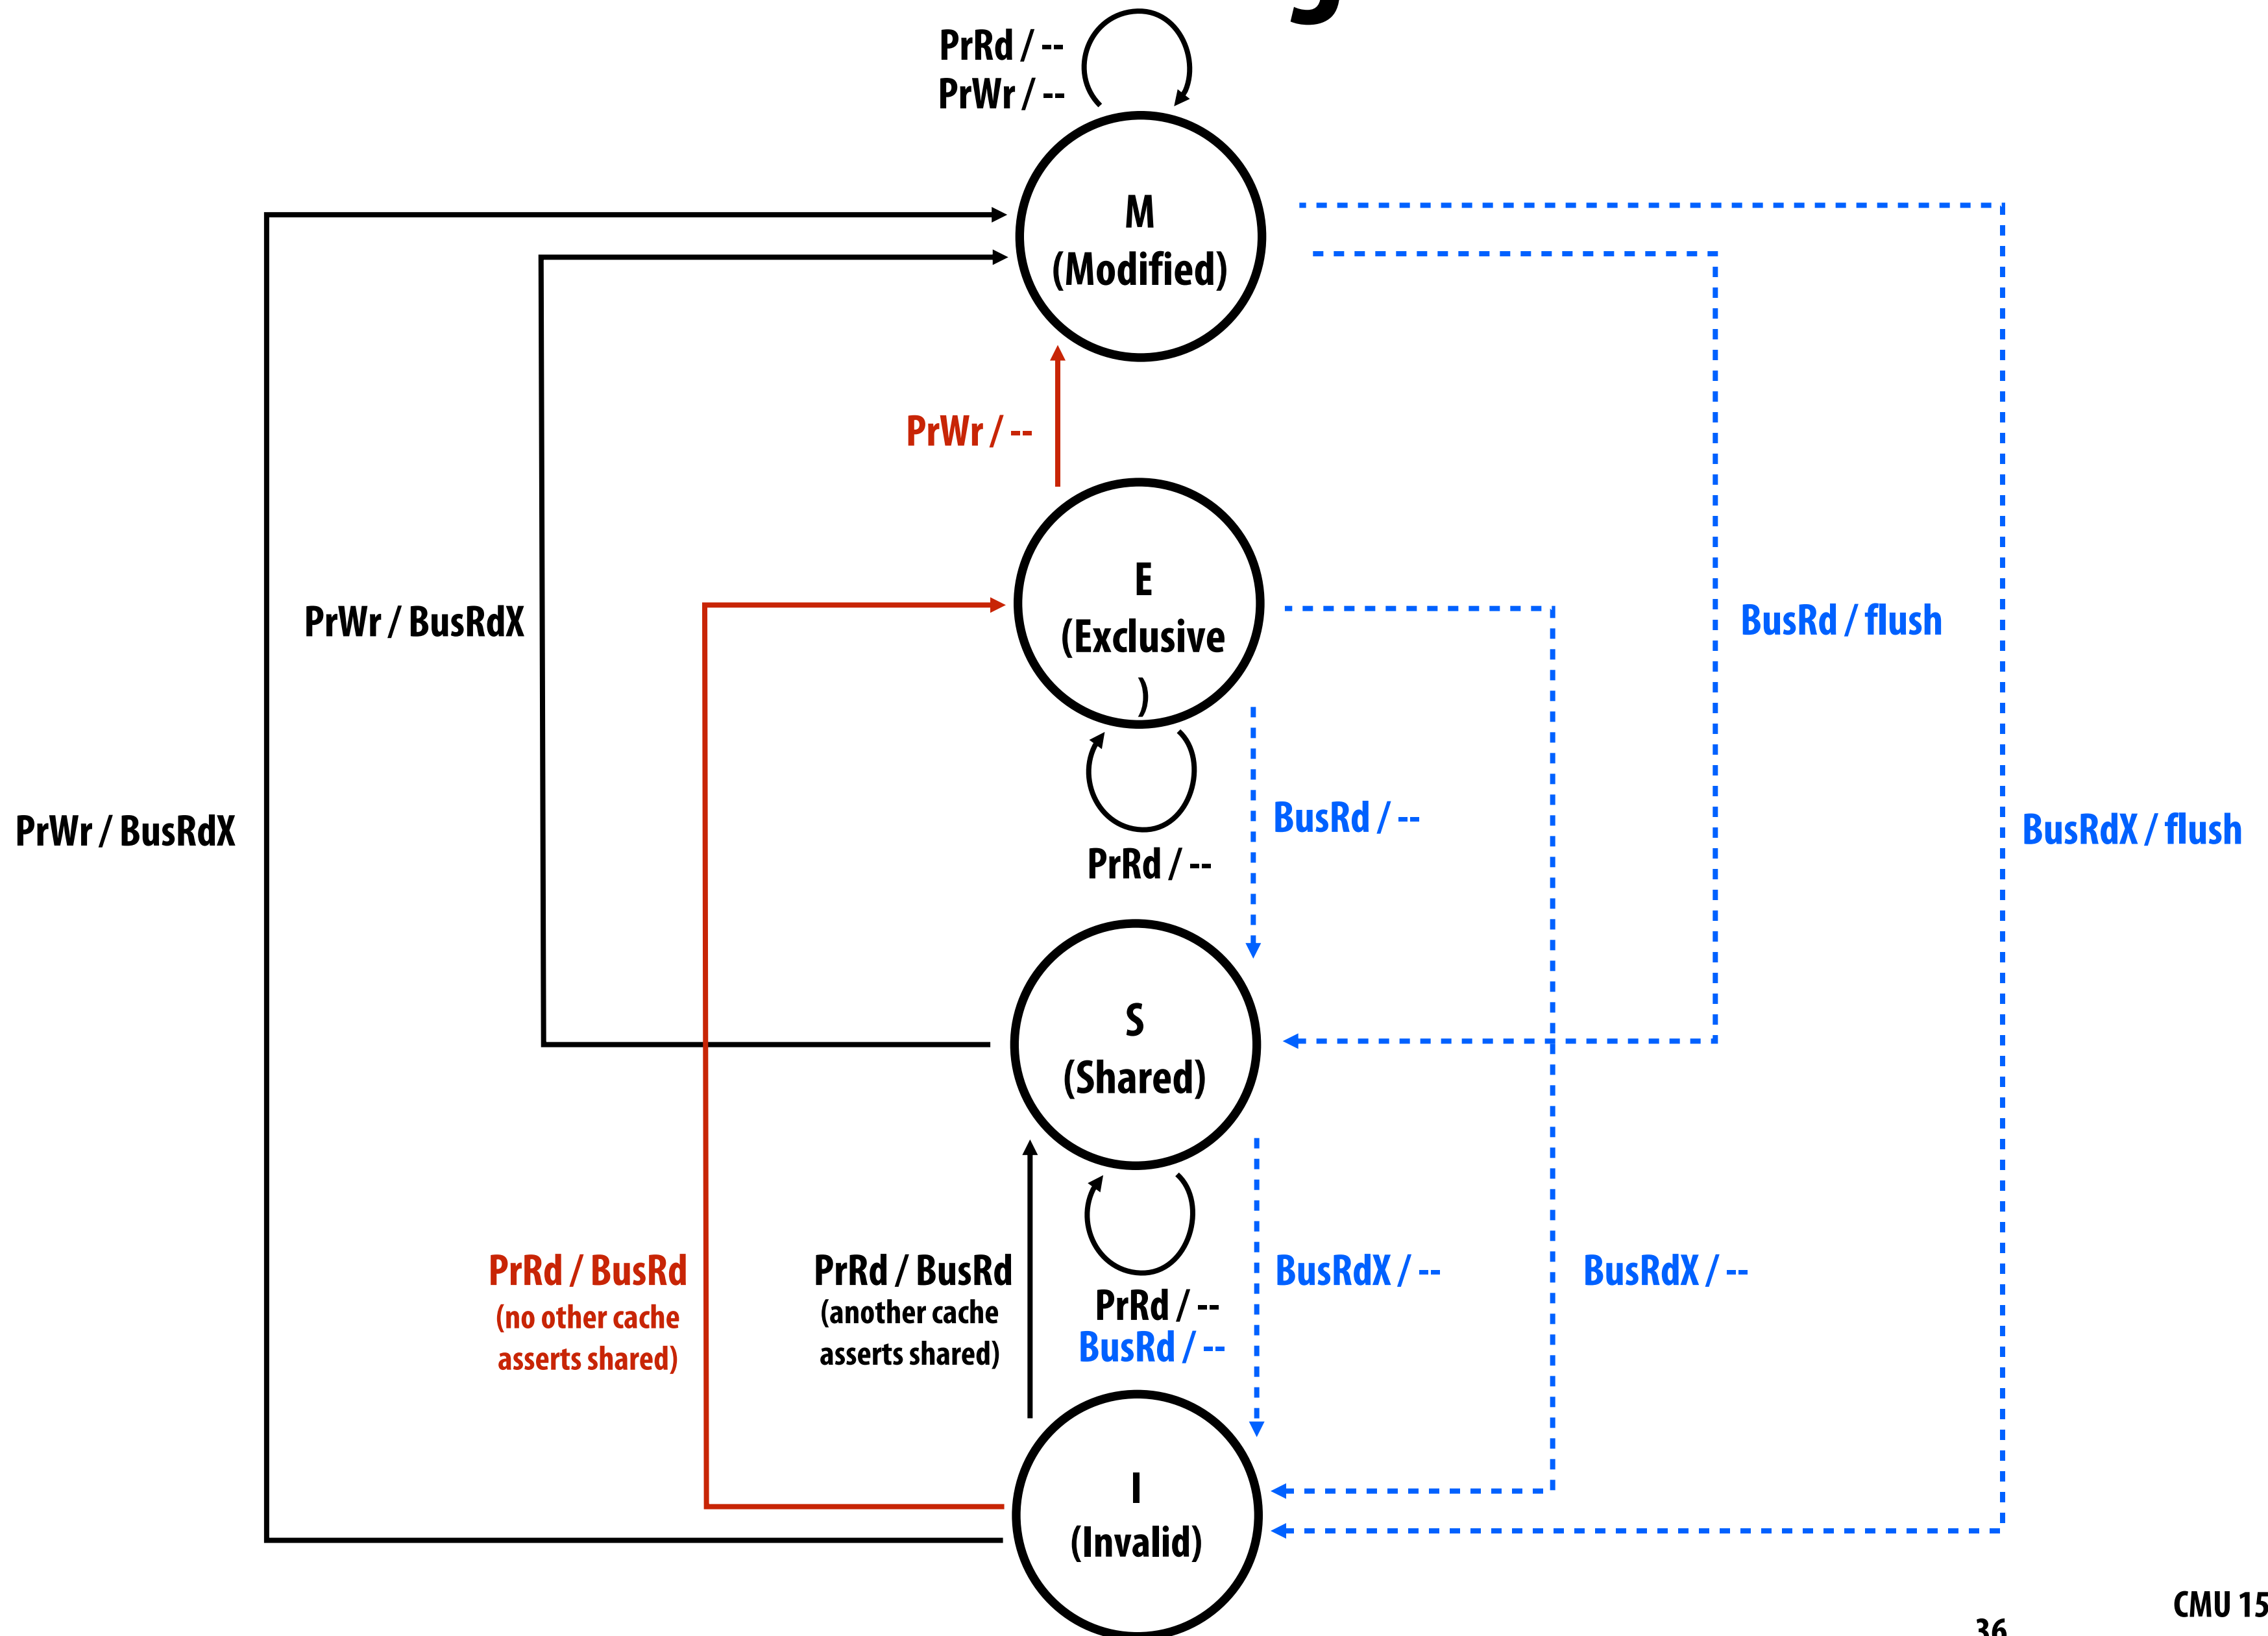 PrRd / --
PrWr / --
M
(Modified)
PrWr / --
E
(Exclusive
)
PrWr / BusRdX
BusRd / flush
PrWr / BusRdX
BusRd / --
BusRdX / flush
PrRd / --
S
(Shared)
PrRd / BusRd
(no other cache
asserts shared)
PrRd / BusRd
(another cache
asserts shared)
PrRd / --
BusRd / --
BusRdX / --
BusRdX / --
I
(Invalid)
CMU 15
36